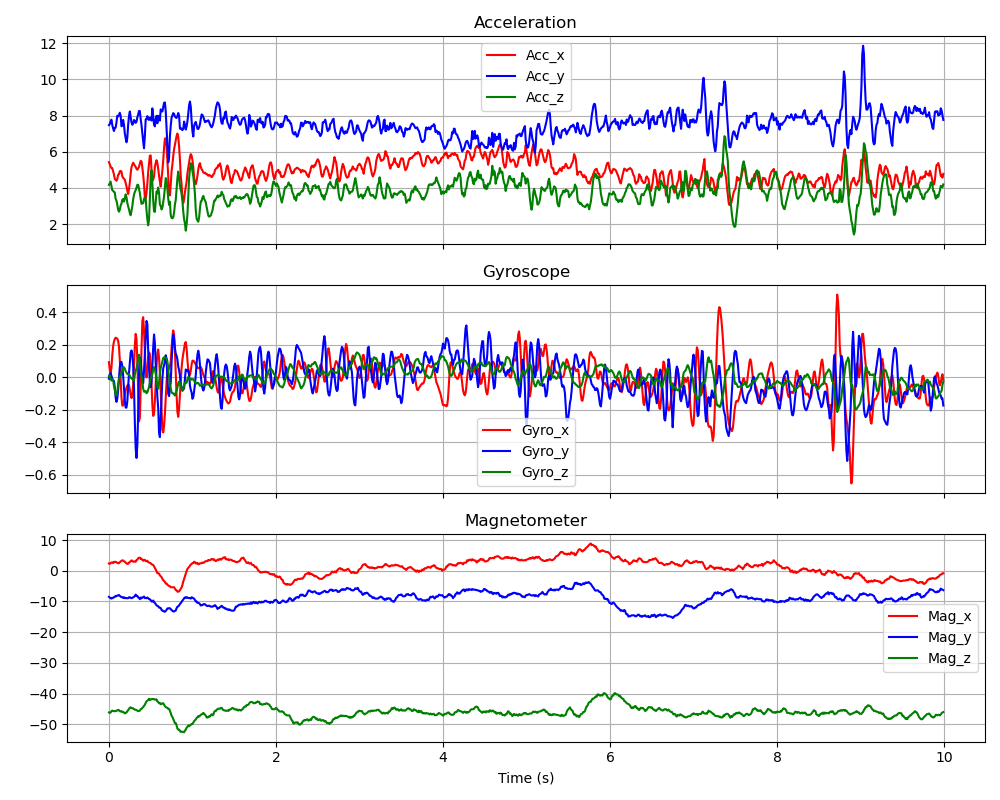 Acceleration
12
10
8
6
4
2
Acc_x
Acc_y
Acc_z
Gyroscope
0.4
0.2
0.0
−0.2
−0.4
−0.6
Gyro_x
Gyro_y
Gyro_z
Magnetometer
10
0
−10
−20
−30
−40
−50
Mag_x
Mag_y
Mag_z
0 2 4 6 8 10
Time (s)